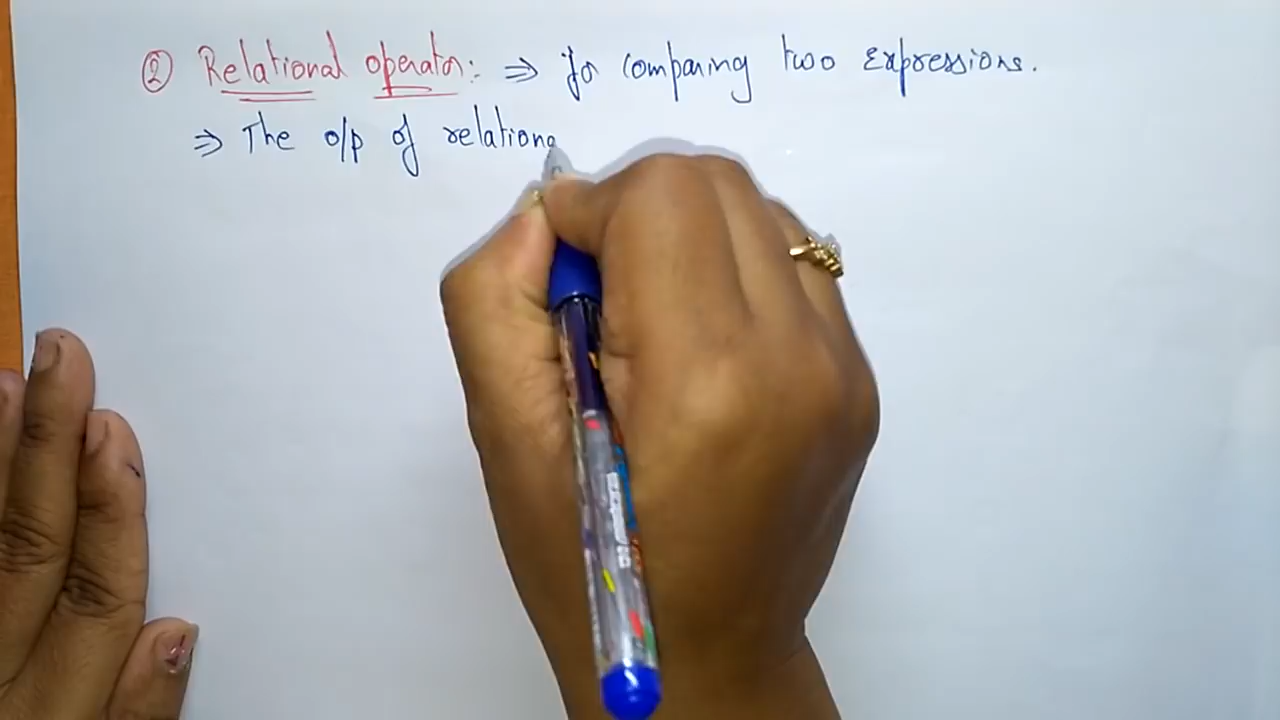 ② Relational operator: ⇒ for comparing two expressions.
⇒ The o/p of relationa